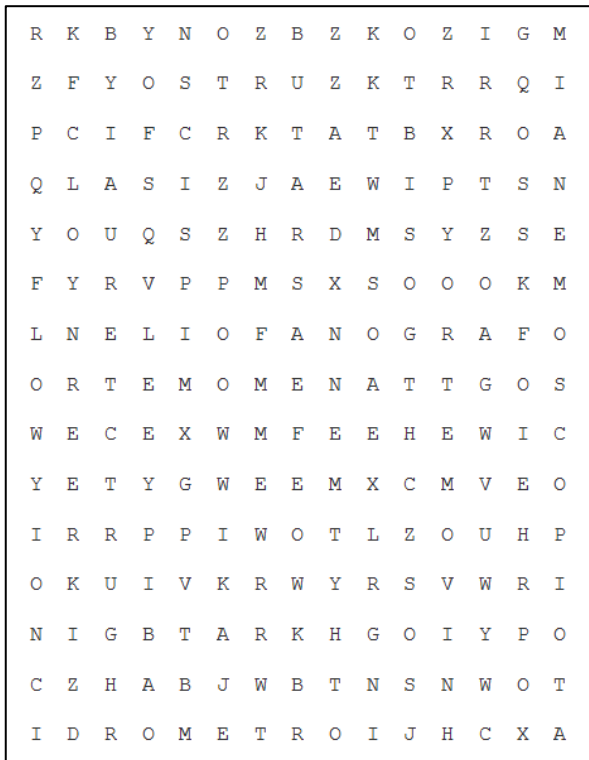 R K B Y N O Z B Z K O Z I G M
Z F Y O S T R U Z K T R R Q I
P C I F C R K T A T B X R O A
Q L A S I Z J A E W I P T S N
Y O U Q S Z H R D M S Y Z S E
F Y R V P P M S X S O O O K M
L N E L I O F A N O G R A F O
O R T E M O M E N A T T G O S
W E C E X W M F E E H E W I C
Y E T Y G W E E M X C M V E O
I R R P P I W O T L Z O U H P
O K U I V K R W Y R S V W R I
N I G B T A R K H G O I Y P O
C Z H A B J W B T N S N W O T
I D R O M E T R O I J H C X A